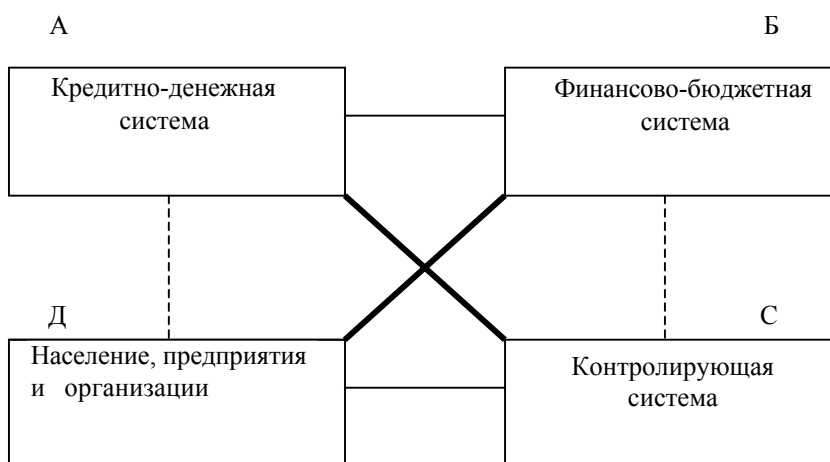 А
Б
Кредитно-денежная
система
Финансово-бюджетная
система
Д
С
Население, предприятия
и организации
Контролирующая
система